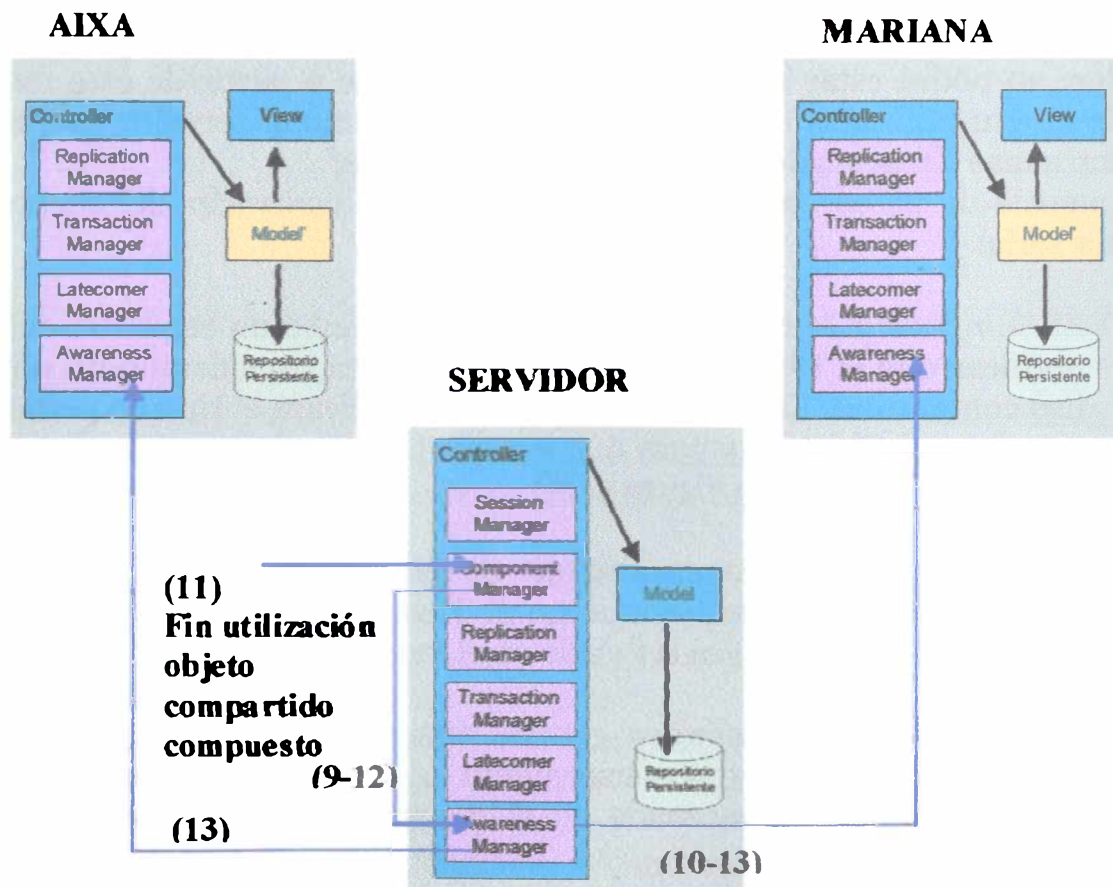 AIXA
Controller
Replication
Manager
Transaction
Manager
Latecomer
Manager
Awareness
Manager
View
Model'
Repositorio
Persistente
MARIANA
Controller
Replication
Manager
Transaction
Manager
Latecomer
Manager
Awareness
Manager
View
Model'
Repositorio
Persistente
SERVIDOR
Controller
Session
Manager
Component
Manager
Replication
Manager
Transaction
Manager
Latecomer
Manager
Awareness
Manager
Model
Repositorio
Persistente
(11)
Fin utilización
objeto
compartido
compuesto
(9-12)
(13)
(10-13)